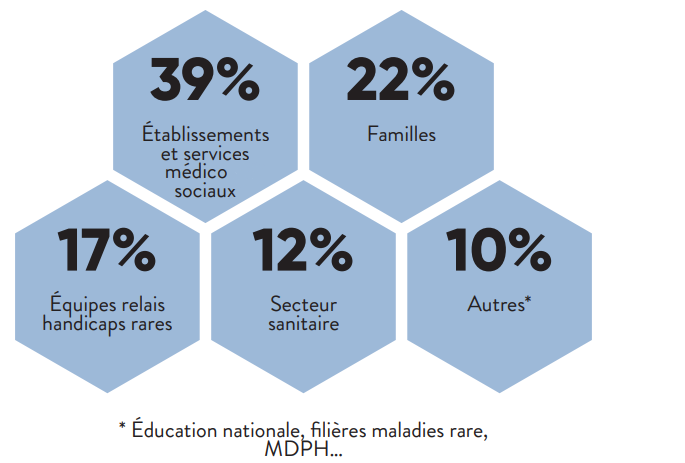 39%
Établissements
et services
médico
sociaux
22%
Familles
17%
Équipes relais
handicaps rares
12%
Secteur
sanitaire
10%
Autres*
* Éducation nationale, filières maladies rare,
MDPH...